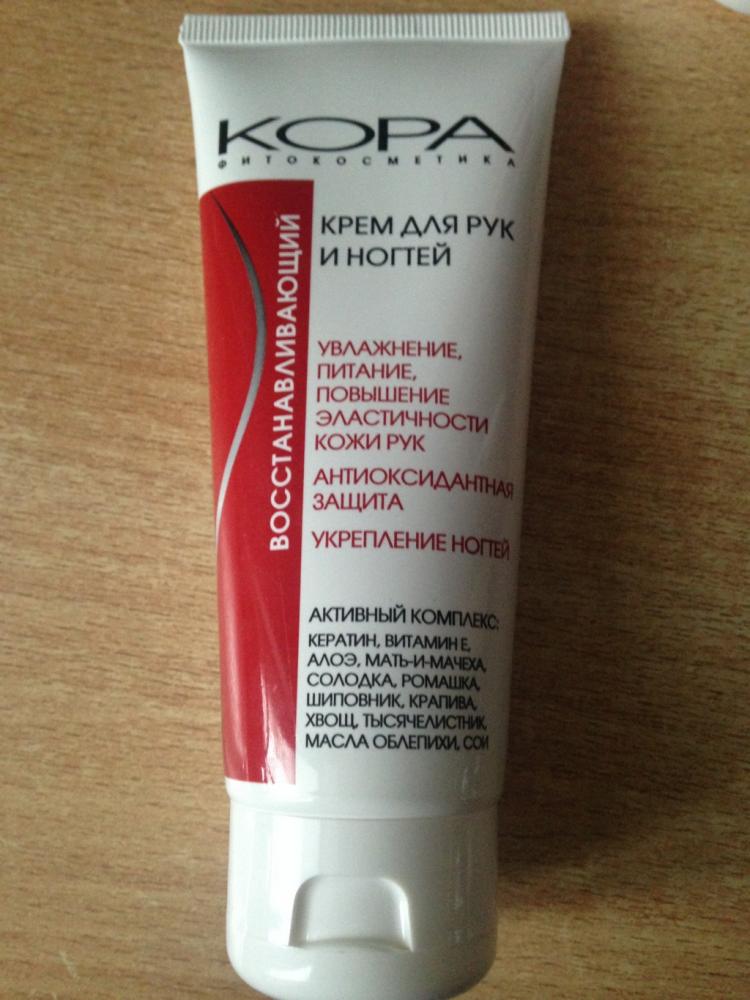 КОРА
ФИТОКОСМЕТИКА
ВОССТАНАВЛИВАЮЩИЙ
КРЕМ ДЛЯ РУК
И НОГТЕЙ
УВЛАЖНЕНИЕ,
ПИТАНИЕ,
ПОВЫШЕНИЕ
ЭЛАСТИЧНОСТИ
КОЖИ РУК
АНТИОКСИДАНТНАЯ
ЗАЩИТА
УКРЕПЛЕНИЕ НОГТЕЙ
АКТИВНЫЙ КОМПЛЕКС:
КЕРАТИН, ВИТАМИН Е,
АЛОЭ, МАТЬ-И-МАЧЕХА,
СОЛОДКА, РОМАШКА,
ШИПОВНИК, КРАПИВА,
ХВОЩ, ТЫСЯЧЕЛИСТНИК,
МАСЛА ОБЛЕПИХИ, СОИ